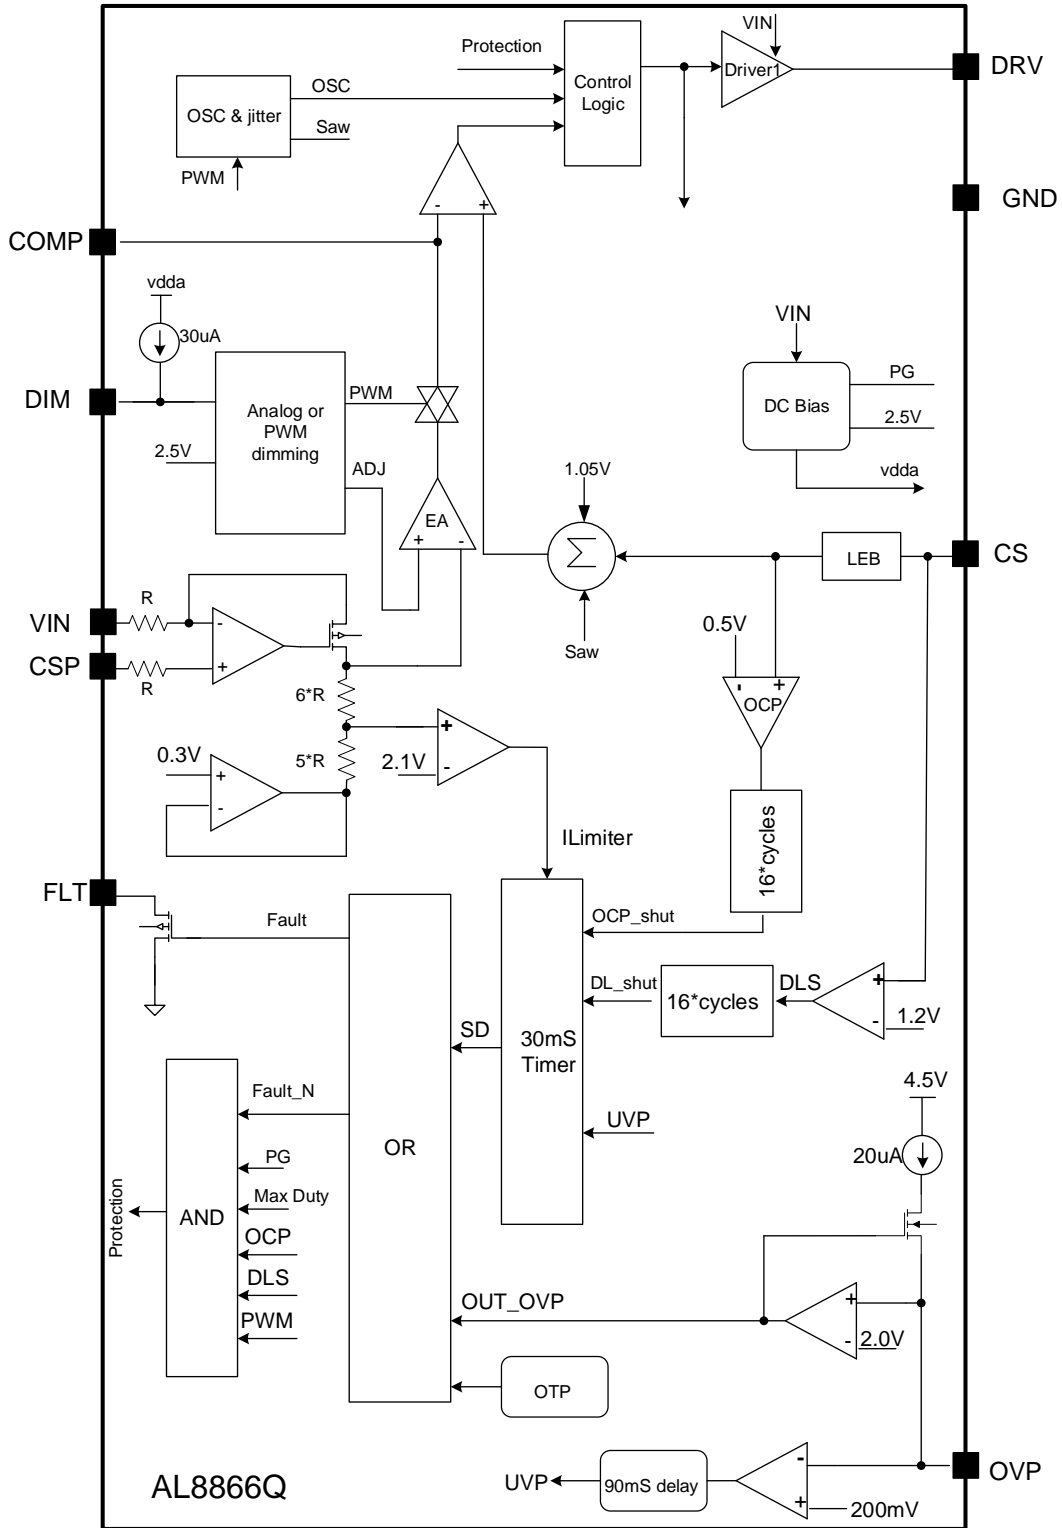 VIN
Protection
DRV
Driver1
Control
Logic
OSC
OSC & jitter
Saw
PWM
GND
-
+
COMP
vdda
30uA
VIN
PG
DIM
PWM
DC Bias
Analog or
PWM
dimming
2.5V
2.5V
ADJ
1.05V
vdda
EA
+
-
Σ
LEB
CS
R
VIN
-
0.5V
Saw
CSP
+
R
6*R
-
+
OCP
+
0.3V
5*R
2.1V
-
+
-
16*cycles
ILimiter
FLT
Fault
OCP_shut
DL_shut
DLS
+
16*cycles
-
1.2V
SD
30mS
Timer
4.5V
Fault_N
UVP
OR
20uA
PG
Max Duty
Protection
AND
OCP
DLS
OUT_OVP
+
PWM
-
2.0V
OTP
-
OVP
AL8866Q
UVP
90mS delay
+
200mV